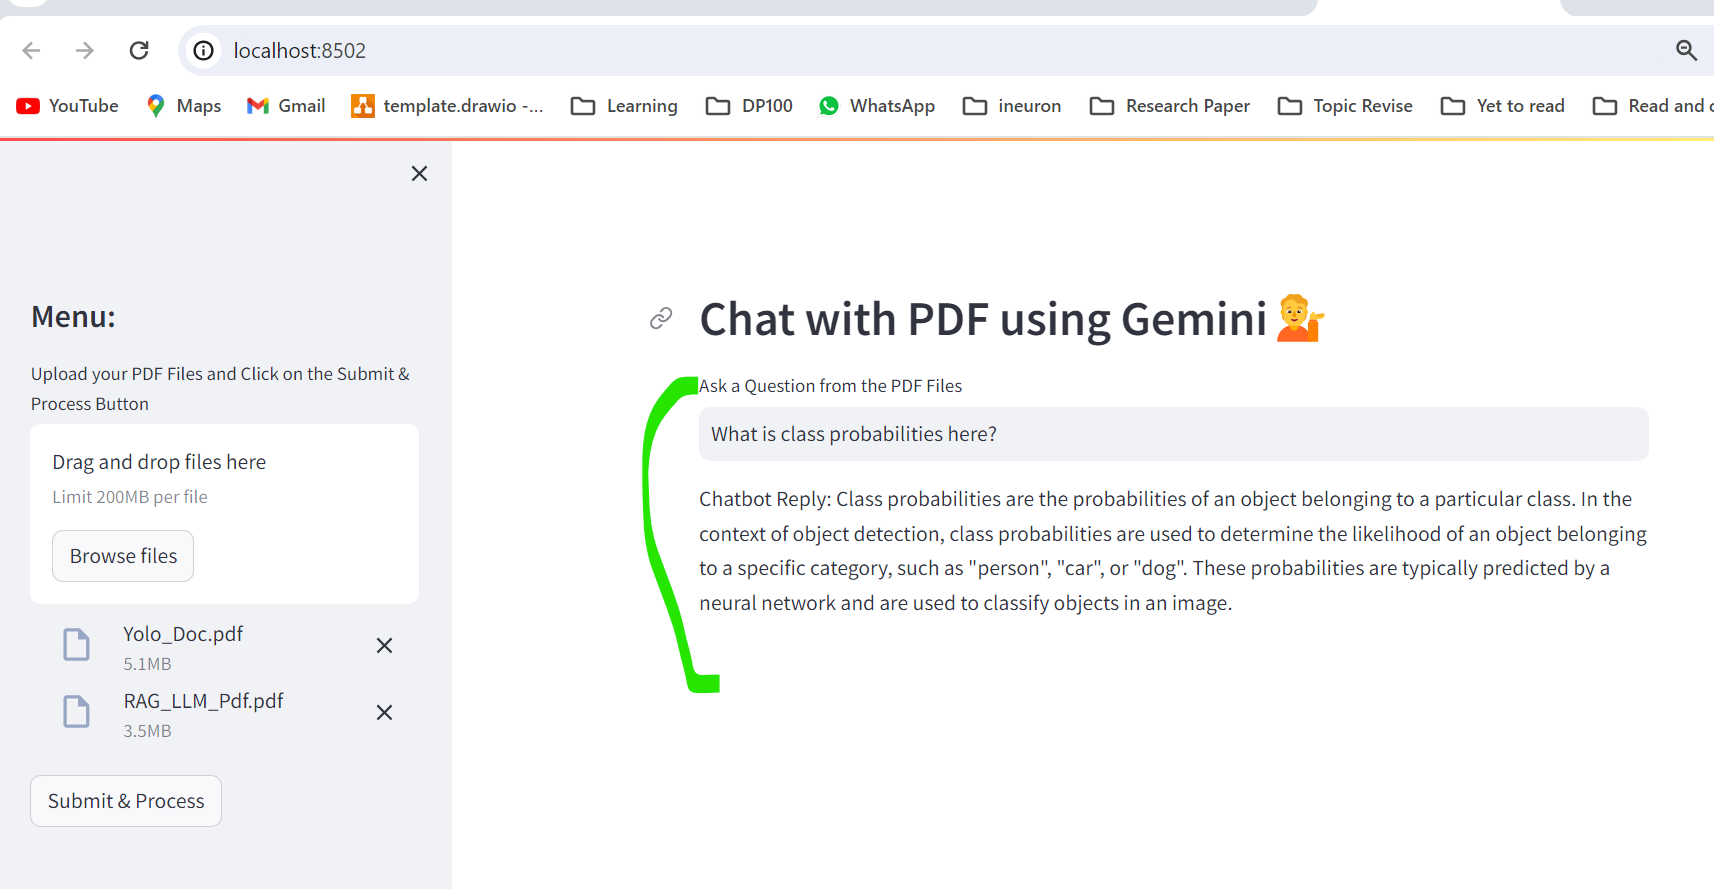 localhost:8502
YouTube Maps Gmail template.drawio -... Learning DP100 WhatsApp ineuron Research Paper Topic Revise Yet to read Read and
Menu:
Upload your PDF Files and Click on the Submit &
Process Button
Drag and drop files here
Limit 200MB per file
Browse files
Yolo_Doc.pdf
5.1MB
RAG_LLM_Pdf.pdf
3.5MB
Submit & Process
Chat with PDF using Gemini💁
Ask a Question from the PDF Files
What is class probabilities here?
Chatbot Reply: Class probabilities are the probabilities of an object belonging to a particular class. In the
context of object detection, class probabilities are used to determine the likelihood of an object belonging
to a specific category, such as "person", "car", or "dog". These probabilities are typically predicted by a
neural network and are used to classify objects in an image.